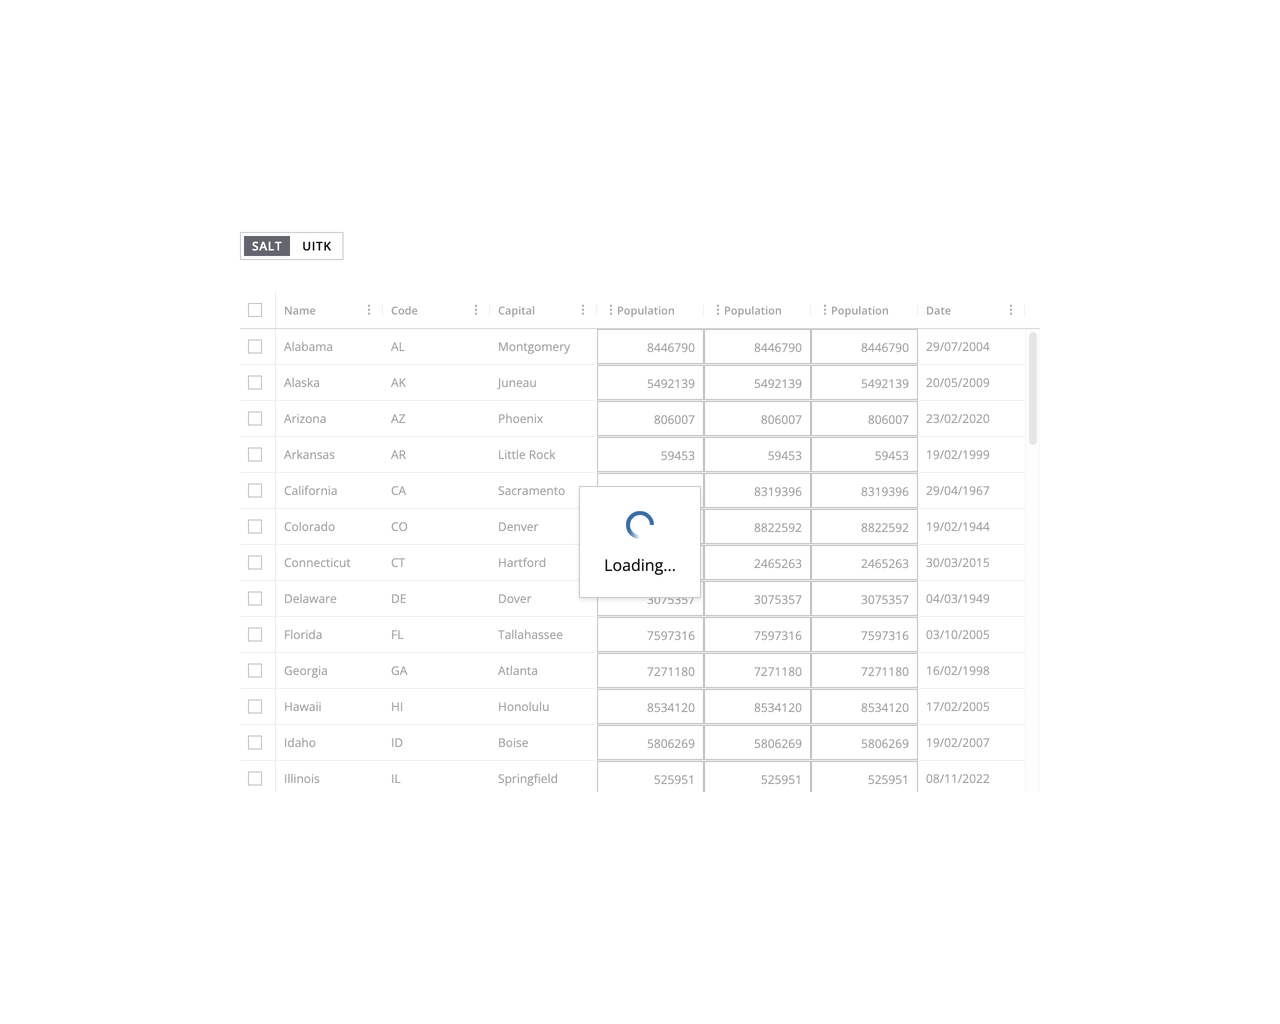 SALT UITK
Name Code Capital Population Population Population Date
Alabama AL Montgomery 8446790 8446790 8446790 29/07/2004
Alaska AK Juneau 5492139 5492139 5492139 20/05/2009
Arizona AZ Phoenix 806007 806007 806007 23/02/2020
Arkansas AR Little Rock 59453 59453 59453 19/02/1999
California CA Sacramento 8319396 8319396 29/04/1967
Colorado CO Denver 8822592 8822592 19/02/1944
Connecticut CT Hartford 2465263 2465263 30/03/2015
Loading...
Delaware DE Dover 3075357 3075357 3075357 04/03/1949
Florida FL Tallahassee 7597316 7597316 7597316 03/10/2005
Georgia GA Atlanta 7271180 7271180 7271180 16/02/1998
Hawaii HI Honolulu 8534120 8534120 8534120 17/02/2005
Idaho ID Boise 5806269 5806269 5806269 19/02/2007
Illinois IL Springfield 525951 525951 525951 08/11/2022